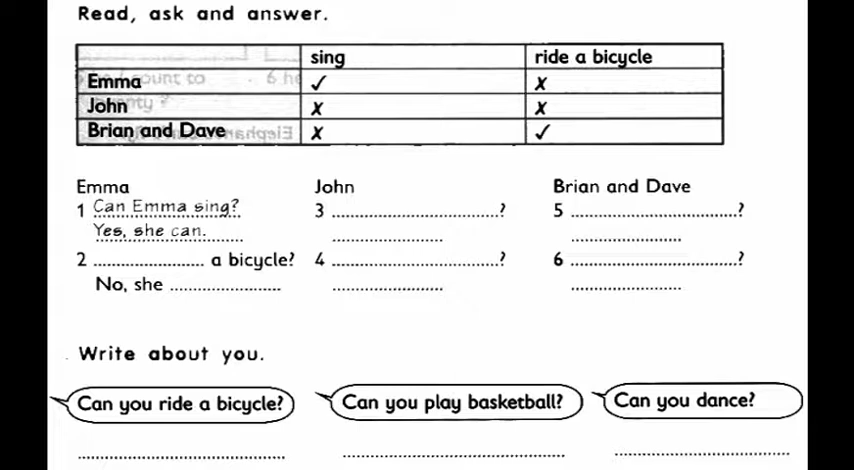 Read, ask and answer.
sing ride a bicycle
Emma ✓ ✗
John ✗ ✗
Brian and Dave ✗ ✓
Emma John Brian and Dave
1 Can Emma sing? 3 ..............................? 5 ..............................?
Yes, she can. .................... ....................
2 .................... a bicycle? 4 ..............................? 6 ..............................?
No, she .................... .................... ....................
Write about you.
Can you ride a bicycle? Can you play basketball? Can you dance?